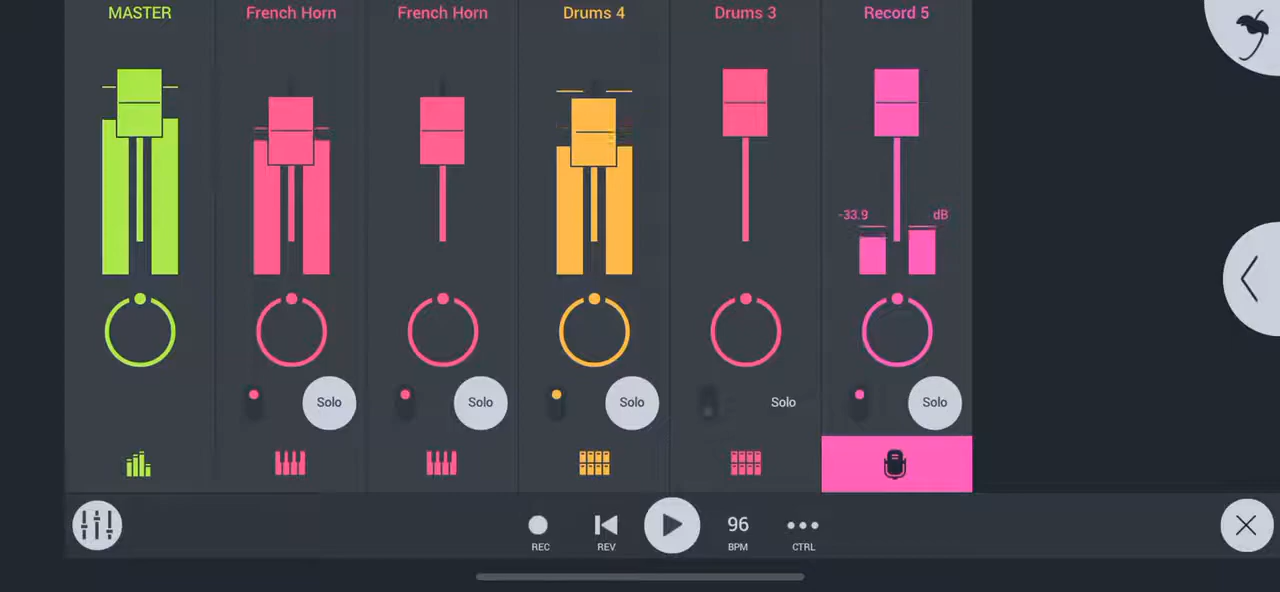 MASTER French Horn French Horn Drums 4 Drums 3 Record 5
-33.9 dB
Solo Solo Solo Solo Solo
96
REC REV BPM CTRL